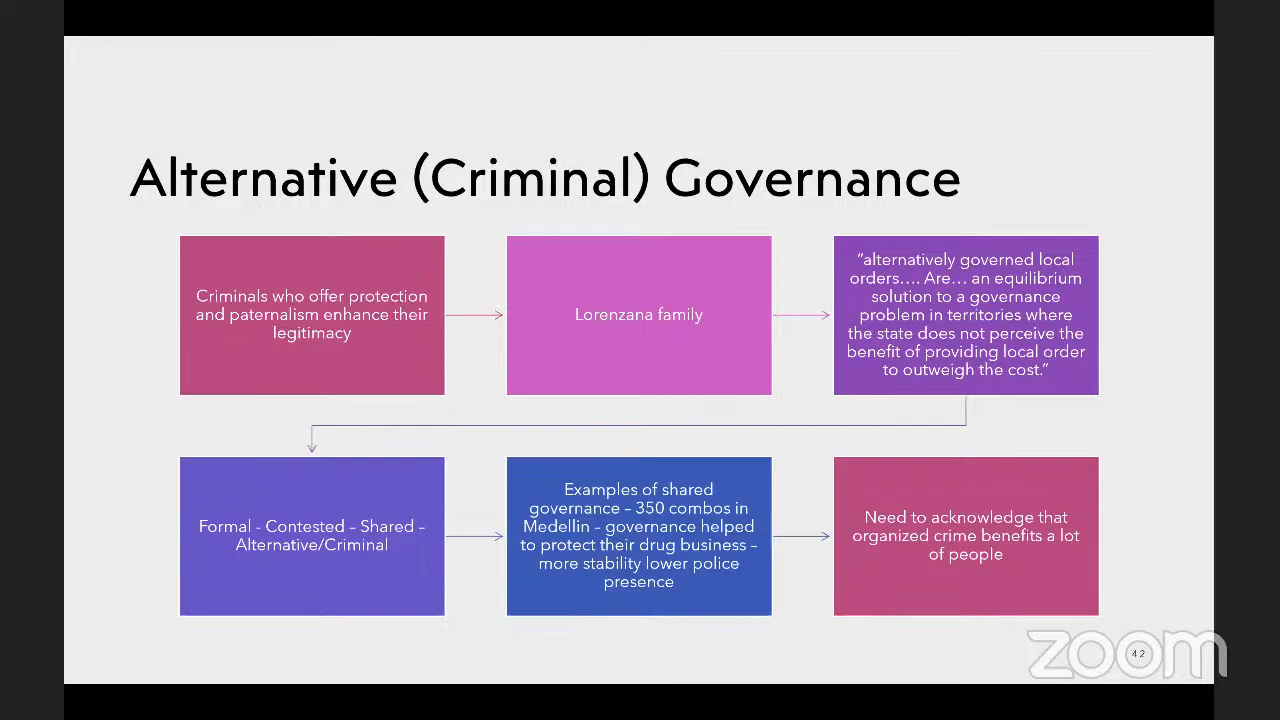 Alternative (Criminal) Governance
Criminals who offer protection
and paternalism enhance their
legitimacy
Lorenzana family
“alternatively governed local
orders…. Are… an equilibrium
solution to a governance
problem in territories where
the state does not perceive the
benefit of providing local order
to outweigh the cost.”
Formal - Contested – Shared –
Alternative/Criminal
Examples of shared
governance – 350 combos in
Medellin – governance helped
to protect their drug business –
more stability lower police
presence
Need to acknowledge that
organized crime benefits a lot
of people
zoom
42